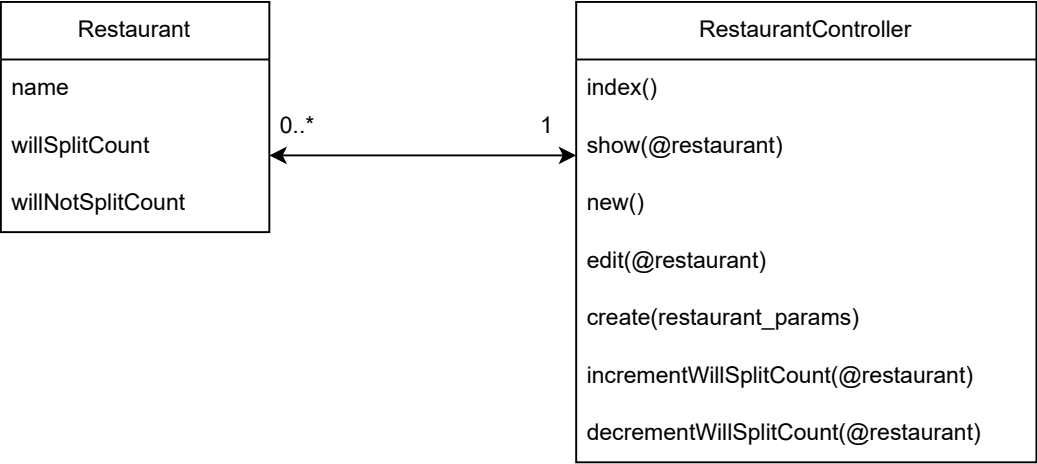 Restaurant
name
willSplitCount
willNotSplitCount
0..*
1
RestaurantController
index()
show(@restaurant)
new()
edit(@restaurant)
create(restaurant_params)
incrementWillSplitCount(@restaurant)
decrementWillSplitCount(@restaurant)